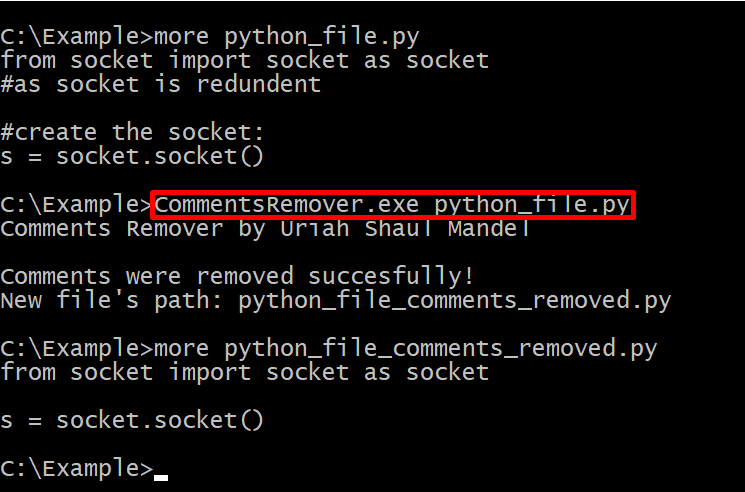 C:\Example>more python_file.py
from socket import socket as socket
#as socket is redundent
#create the socket:
s = socket.socket()
C:\Example>CommentsRemover.exe python_file.py
Comments Remover by Uriah Shaul Mandel
Comments were removed succesfully!
New file's path: python_file_comments_removed.py
C:\Example>more python_file_comments_removed.py
from socket import socket as socket
s = socket.socket()
C:\Example>